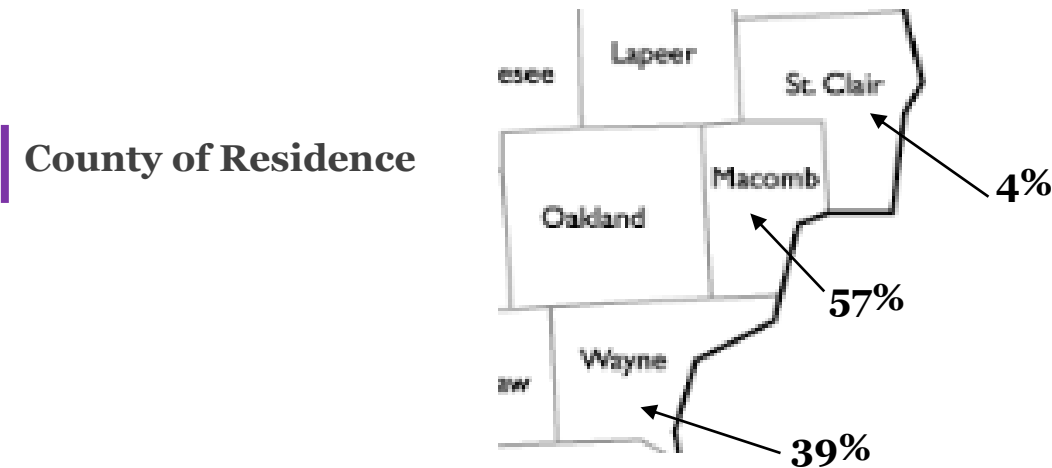 County of Residence
Lapeer
esee
St. Clair
Macomb
4%
Oakland
57%
Wayne
aw
39%